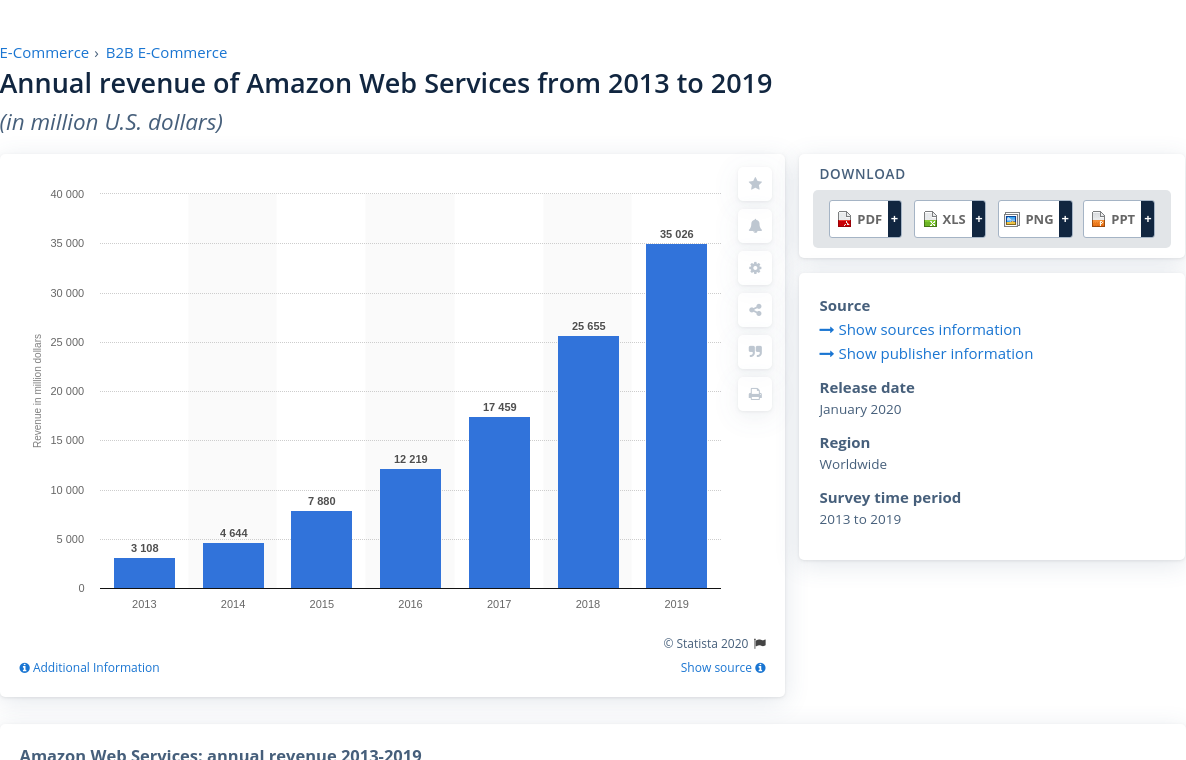 E-Commerce › B2B E-Commerce
Annual revenue of Amazon Web Services from 2013 to 2019
(in million U.S. dollars)
40 000
35 000
30 000
25 000
20 000
15 000
10 000
5 000
0
Revenue in million dollars
3 108
4 644
7 880
12 219
17 459
25 655
35 026
2013
2014
2015
2016
2017
2018
2019
© Statista 2020
Additional Information
Show source
DOWNLOAD
PDF +
XLS +
PNG +
PPT +
Source
Show sources information
Show publisher information
Release date
January 2020
Region
Worldwide
Survey time period
2013 to 2019
Amazon Web Services: annual revenue 2013-2019